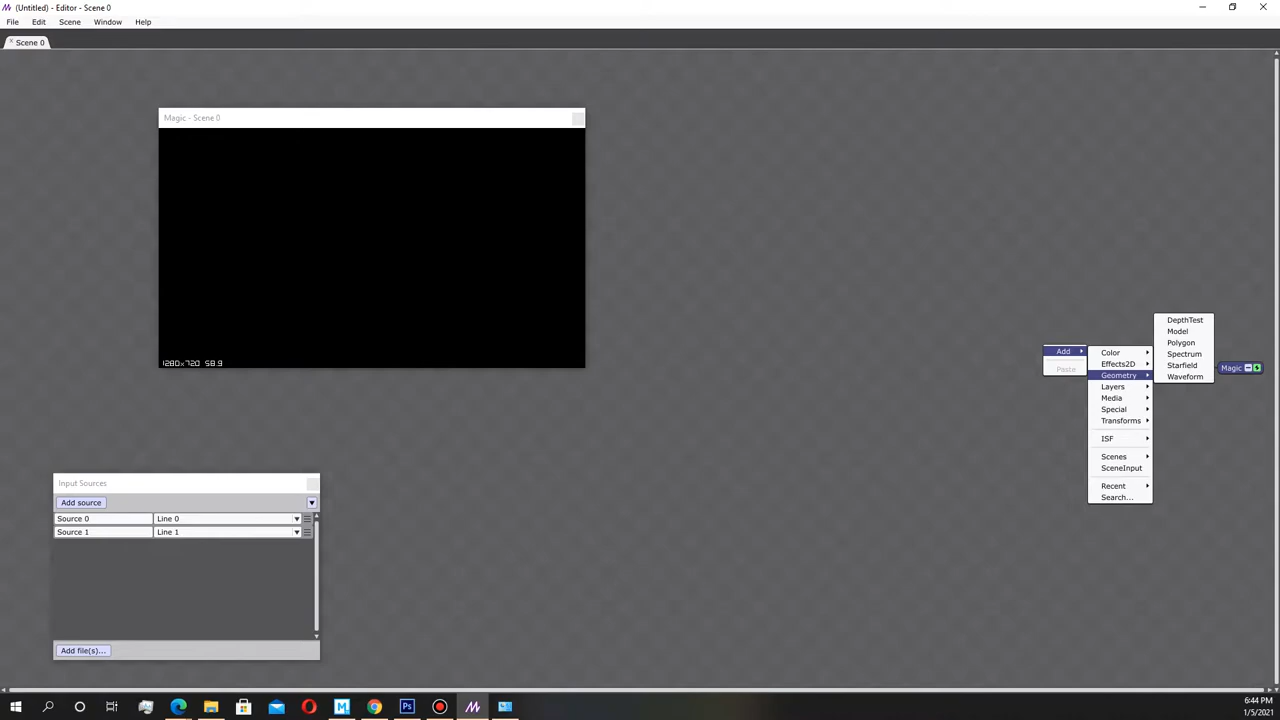 (Untitled) - Editor - Scene 0
File Edit Scene Window Help
Scene 0
Magic - Scene 0
1280x720 58.9
Add
Paste
Color
Effects2D
Geometry
Layers
Media
Special
Transforms
ISF
Scenes
SceneInput
Recent
Search...
DepthTest
Model
Polygon
Spectrum
Starfield
Waveform
Magic
Input Sources
Add source
Source 0 Line 0
Source 1 Line 1
Add file(s)...
6:44 PM
1/5/2021